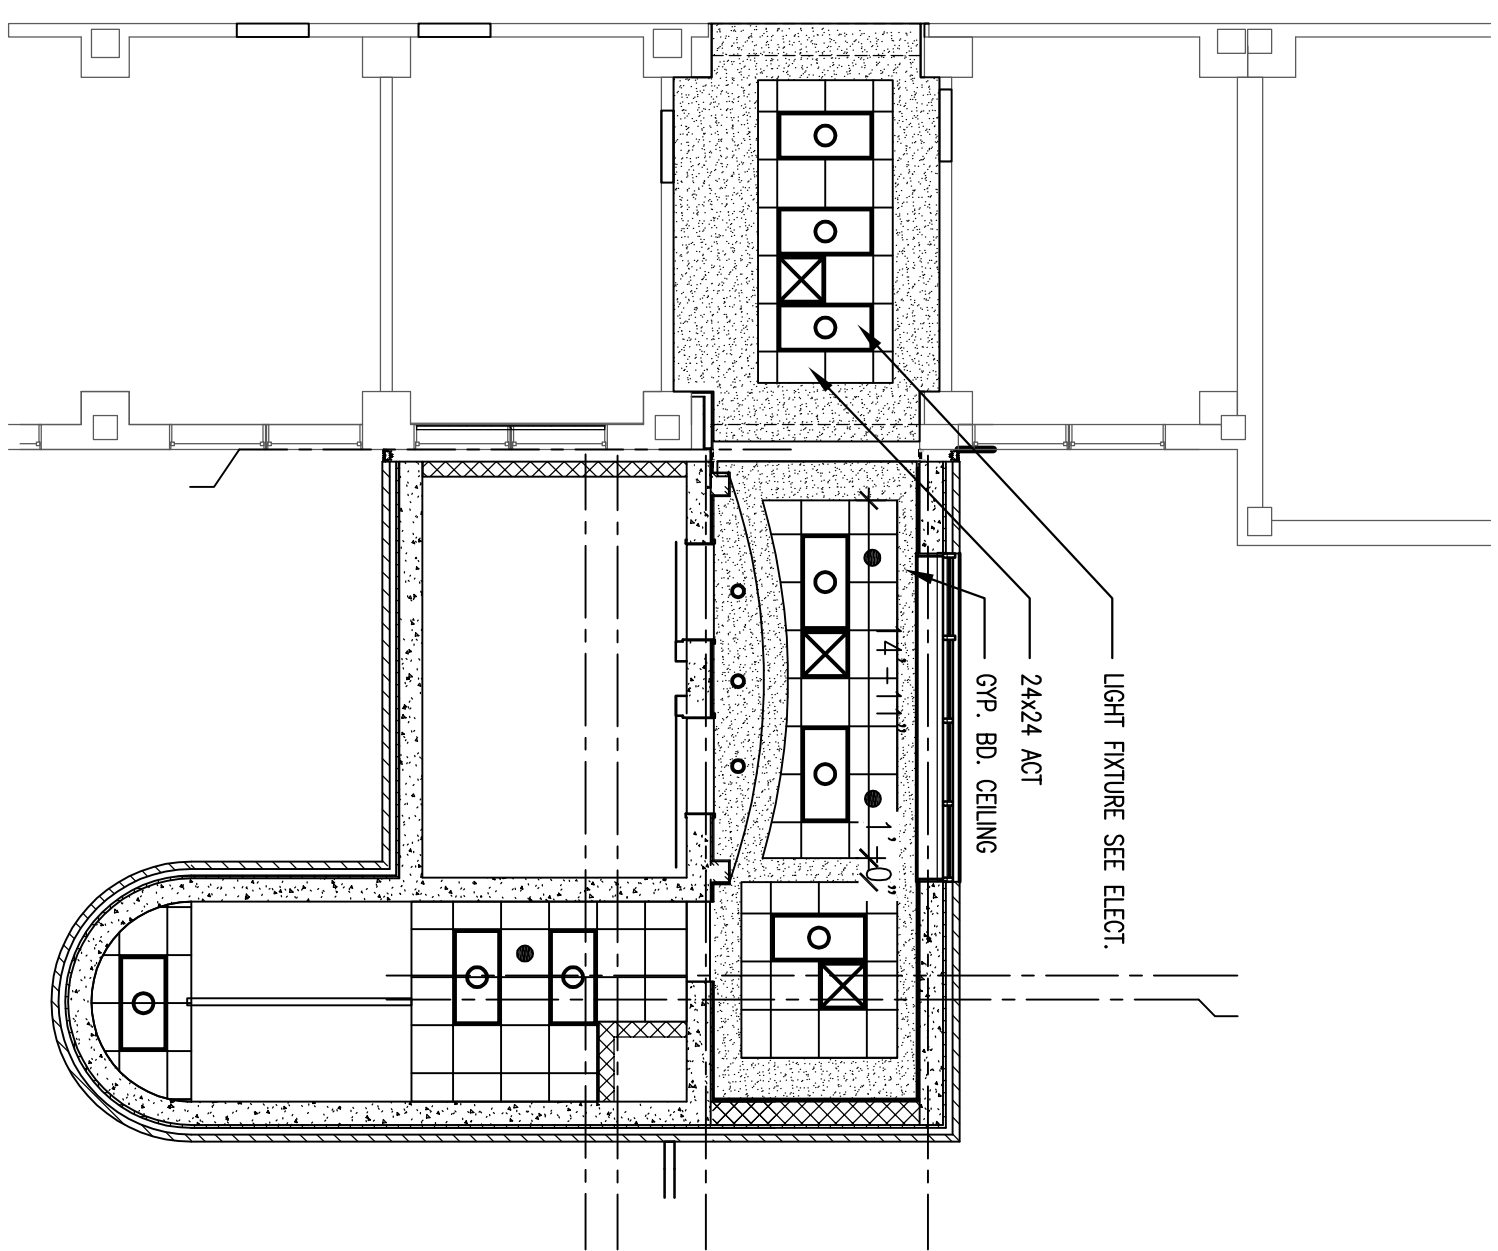 LIGHT FIXTURE SEE ELECT.
24x24 ACT
GYP. BD. CEILING
4'-11"
1'-0"